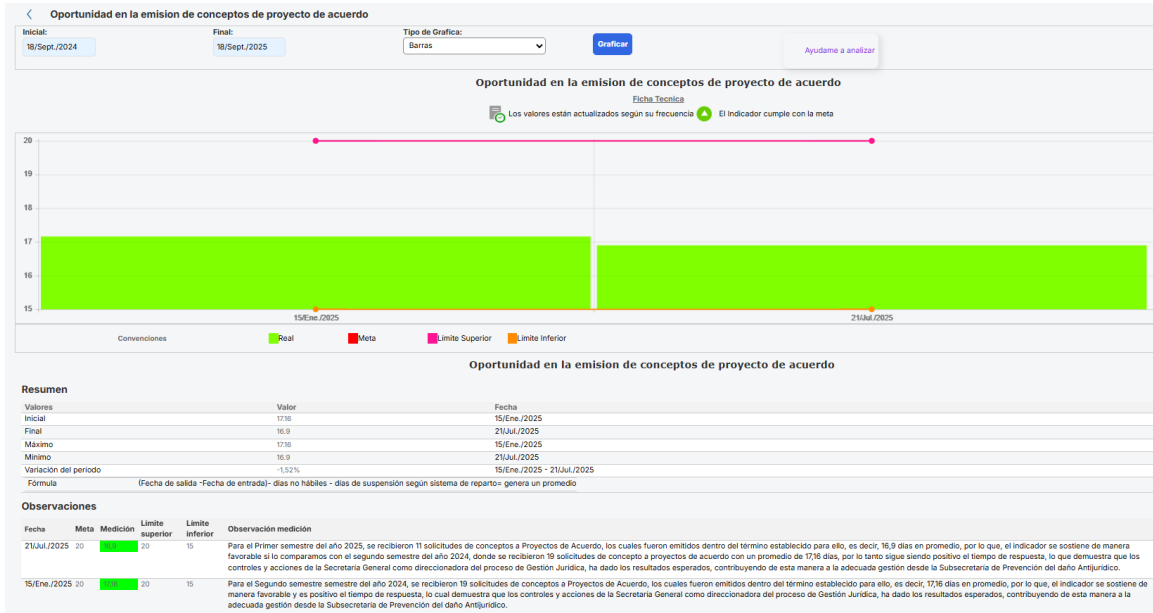 Oportunidad en la emision de conceptos de proyecto de acuerdo
Inicial: Final: Tipo de Grafica:
18/Sept./2024 18/Sept./2025 Barras Graficar Ayudame a analizar
Oportunidad en la emision de conceptos de proyecto de acuerdo
Ficha Tecnica
Los valores están actualizados según su frecuencia El Indicador cumple con la meta
20
19
18
17
16
15
15/Ene./2025 21/Jul./2025
Convenciones Real Meta Limite Superior Limite Inferior
Oportunidad en la emision de conceptos de proyecto de acuerdo
Resumen
Valores Valor Fecha
Inicial 17.16 15/Ene./2025
Final 16.9 21/Jul./2025
Máximo 17.16 15/Ene./2025
Mínimo 16.9 21/Jul./2025
Variación del período -1,52% 15/Ene./2025 - 21/Jul./2025
Fórmula (Fecha de salida -Fecha de entrada)- dias no hábiles - dias de suspensión según sistema de reparto= genera un promedio
Observaciones
Fecha Meta Medición Límite superior Límite inferior Observación medición
21/Jul./2025 20 16,9 20 15 Para el Primer semestre del año 2025, se recibieron 11 solicitudes de conceptos a Proyectos de Acuerdo, los cuales fueron emitidos dentro del término establecido para ello, es decir, 16,9 días en promedio, por lo que, el indicador se sostiene de manera
favorable si lo comparamos con el segundo semestre del año 2024, donde se recibieron 19 solicitudes de concepto a proyectos de acuerdo con un promedio de 17,16 días, por lo tanto sigue siendo positivo el tiempo de respuesta, lo que demuestra que los
controles y acciones de la Secretaría General como direccionadora del proceso de Gestión Juridica, ha dado los resultados esperados, contribuyendo de esta manera a la adecuada gestión desde la Subsecretaría de Prevención del daño Antijurídico.
15/Ene./2025 20 17,16 20 15 Para el Segundo semestre semestre del año 2024, se recibieron 19 solicitudes de conceptos a Proyectos de Acuerdo, los cuales fueron emitidos dentro del término establecido para ello, es decir, 17,16 días en promedio, por lo que, el indicador se sostiene de
manera favorable y es positivo el tiempo de respuesta, lo cual demuestra que los controles y acciones de la Secretaría General como direccionadora del proceso de Gestión Jurídica, ha dado los resultados esperados, contribuyendo de esta manera a la
adecuada gestión desde la Subsecretaría de Prevención del daño Antijurídico.